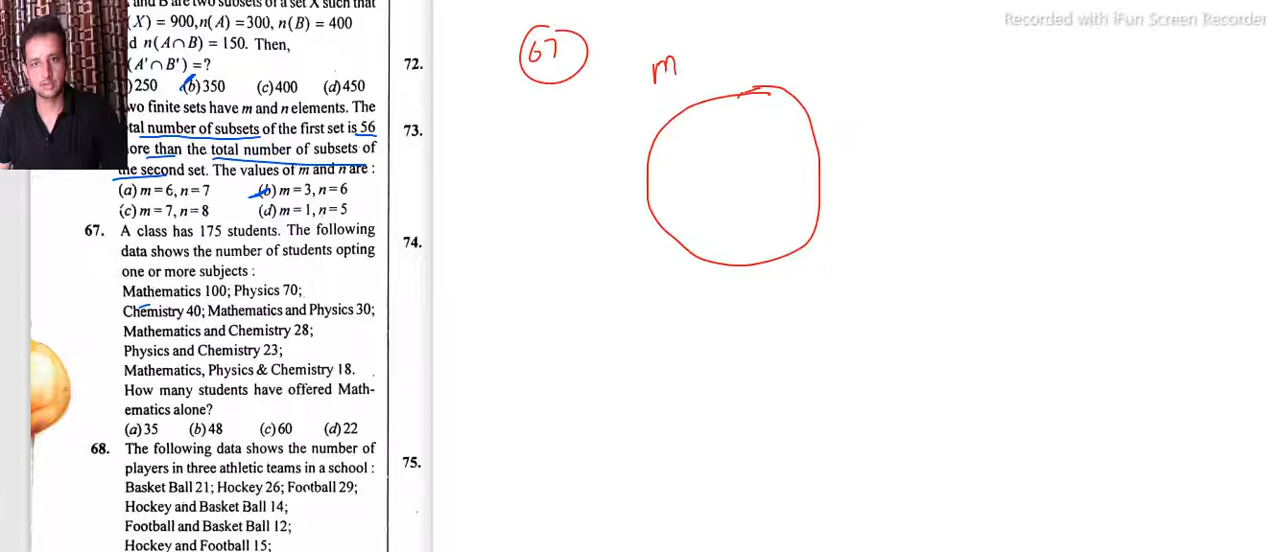 and B are two subsets of a set X such that
(X) = 900, n(A) = 300, n(B) = 400
d n(A∩B) = 150. Then,
(A'∩B') = ?
)250 (b)350 (c)400 (d)450
wo finite sets have m and n elements. The
tal number of subsets of the first set is 56
ore than the total number of subsets of
the second set. The values of m and n are :
(a) m = 6, n = 7 (b) m = 3, n = 6
(c) m = 7, n = 8 (d) m = 1, n = 5
67. A class has 175 students. The following
data shows the number of students opting
one or more subjects :
Mathematics 100; Physics 70;
Chemistry 40; Mathematics and Physics 30;
Mathematics and Chemistry 28;
Physics and Chemistry 23;
Mathematics, Physics & Chemistry 18.
How many students have offered Math-
ematics alone?
(a)35 (b)48 (c)60 (d)22
68. The following data shows the number of
players in three athletic teams in a school :
Basket Ball 21; Hockey 26; Football 29;
Hockey and Basket Ball 14;
Football and Basket Ball 12;
Hockey and Football 15;
72.
73.
74.
75.
67
m
Recorded with iFun Screen Recorder